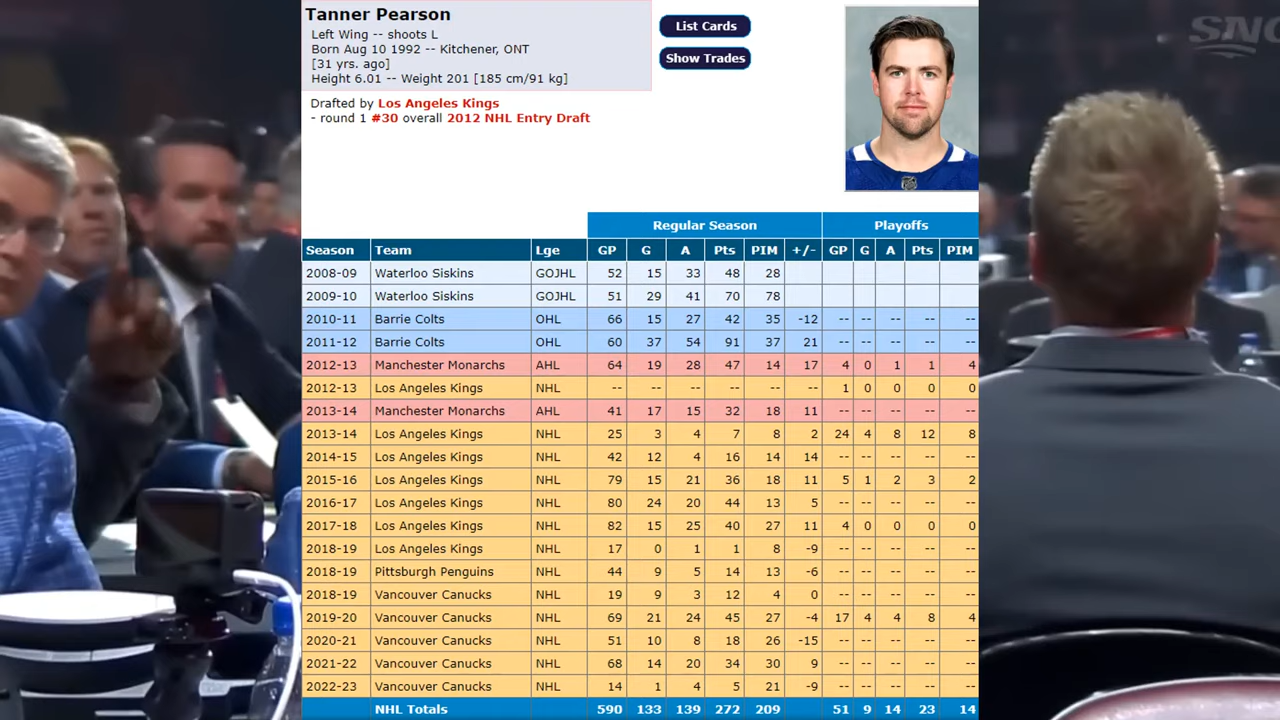 Tanner Pearson
Left Wing -- shoots L
Born Aug 10 1992 -- Kitchener, ONT
[31 yrs. ago]
Height 6.01 -- Weight 201 [185 cm/91 kg]
List Cards
Show Trades
Drafted by Los Angeles Kings
- round 1 #30 overall 2012 NHL Entry Draft
SNC
Regular Season Playoffs
Season Team Lge GP G A Pts PIM +/- GP G A Pts PIM
2008-09 Waterloo Siskins GOJHL 52 15 33 48 28
2009-10 Waterloo Siskins GOJHL 51 29 41 70 78
2010-11 Barrie Colts OHL 66 15 27 42 35 -12 -- -- -- -- --
2011-12 Barrie Colts OHL 60 37 54 91 37 21 -- -- -- -- --
2012-13 Manchester Monarchs AHL 64 19 28 47 14 17 4 0 1 1 4
2012-13 Los Angeles Kings NHL -- -- -- -- -- -- 1 0 0 0 0
2013-14 Manchester Monarchs AHL 41 17 15 32 18 11 -- -- -- -- --
2013-14 Los Angeles Kings NHL 25 3 4 7 8 2 24 4 8 12 8
2014-15 Los Angeles Kings NHL 42 12 4 16 14 14 -- -- -- -- --
2015-16 Los Angeles Kings NHL 79 15 21 36 18 11 5 1 2 3 2
2016-17 Los Angeles Kings NHL 80 24 20 44 13 5 -- -- -- -- --
2017-18 Los Angeles Kings NHL 82 15 25 40 27 11 4 0 0 0 0
2018-19 Los Angeles Kings NHL 17 0 1 1 8 -9 -- -- -- -- --
2018-19 Pittsburgh Penguins NHL 44 9 5 14 13 -6 -- -- -- -- --
2018-19 Vancouver Canucks NHL 19 9 3 12 4 0 -- -- -- -- --
2019-20 Vancouver Canucks NHL 69 21 24 45 27 -4 17 4 4 8 4
2020-21 Vancouver Canucks NHL 51 10 8 18 26 -15 -- -- -- -- --
2021-22 Vancouver Canucks NHL 68 14 20 34 30 9 -- -- -- -- --
2022-23 Vancouver Canucks NHL 14 1 4 5 21 -9 -- -- -- -- --
NHL Totals 590 133 139 272 209 51 9 14 23 14